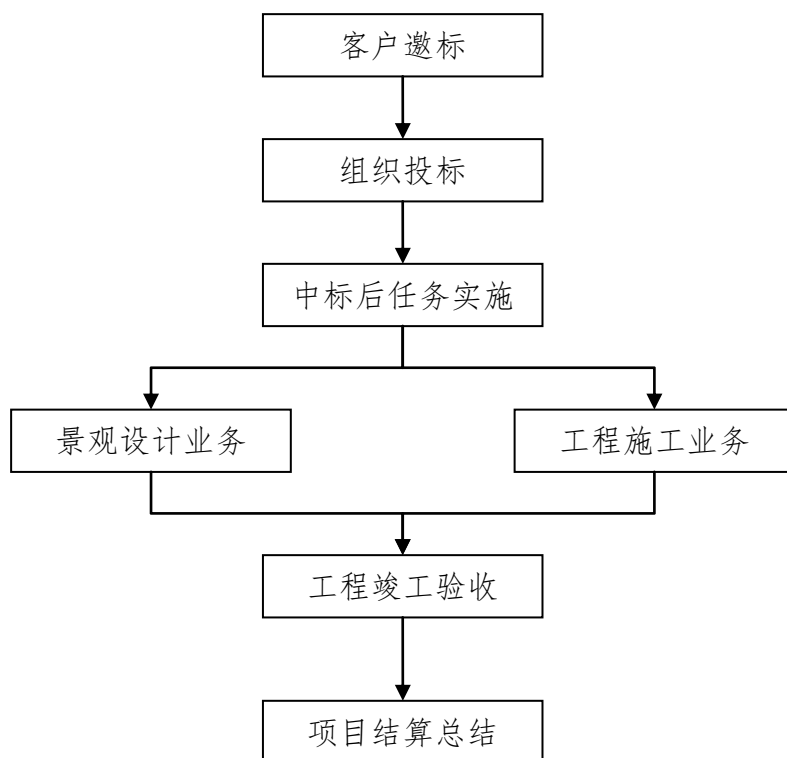 客户邀标
组织投标
中标后任务实施
景观设计业务
工程施工业务
工程竣工验收
项目结算总结